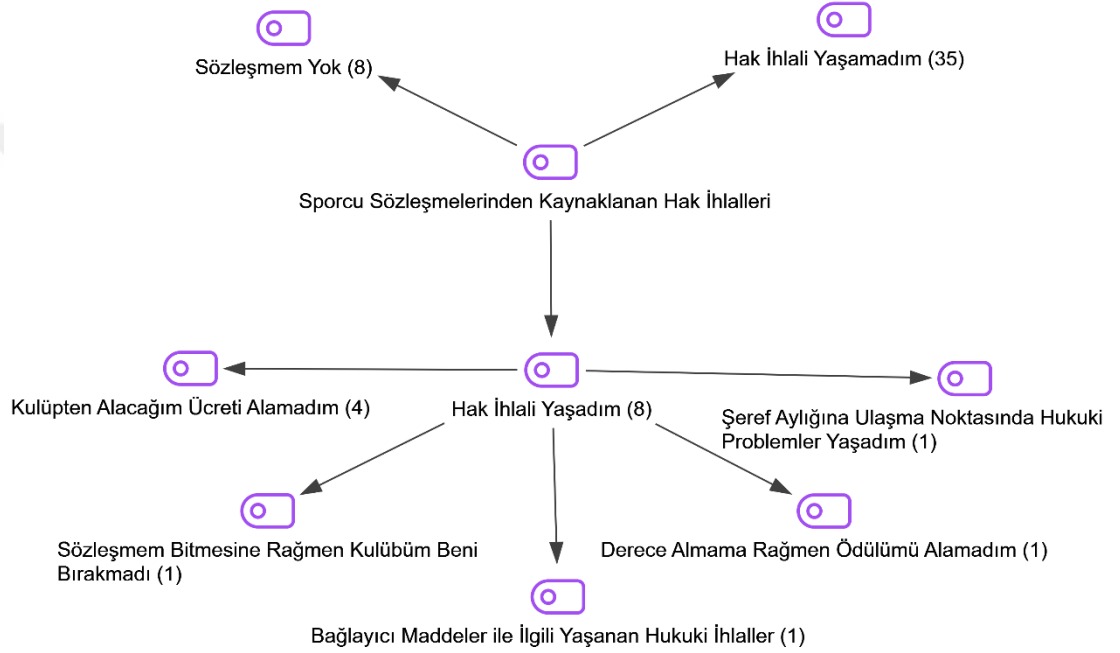 Sözleşmem Yok (8)
Hak İhlali Yaşamadım (35)
Sporcu Sözleşmelerinden Kaynaklanan Hak İhlalleri
Kulüpten Alacağım Ücreti Alamadım (4)
Hak İhlali Yaşadım (8)
Şeref Aylığına Ulaşma Noktasında Hukuki
Problemler Yaşadım (1)
Sözleşmem Bitmesine Rağmen Kulübüm Beni
Bırakmadı (1)
Derece Almama Rağmen Ödülümü Alamadım (1)
Bağlayıcı Maddeler ile İlgili Yaşanan Hukuki İhlaller (1)